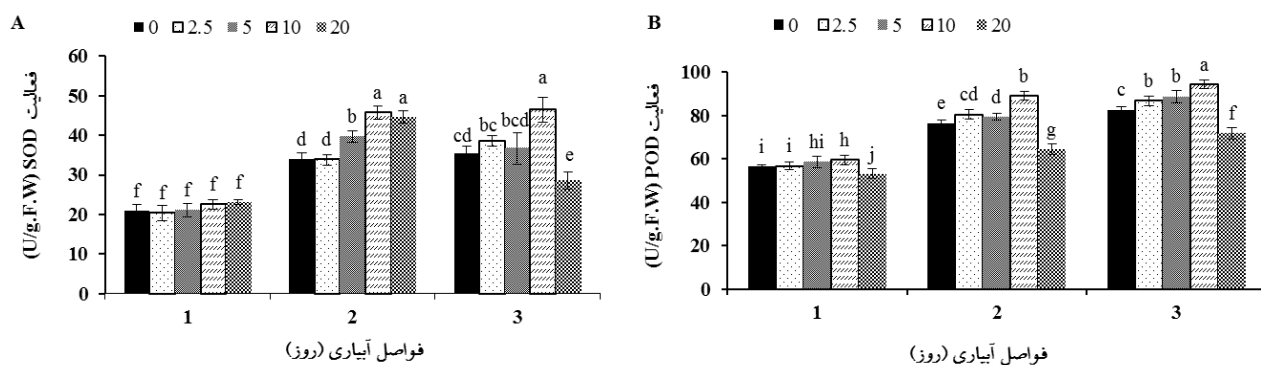 A
0 2.5 5 10 20
60
50
40
30
20
10
0
فعالیت SOD (U/g.F.W)
f f f f f
d d b a a
cd bc bcd a e
1 2 3
فواصل آبیاری (روز)
B
0 2.5 5 10 20
100
80
60
40
20
0
فعالیت POD (U/g.F.W)
i i hi h j
e cd d b g
c b b a f
1 2 3
فواصل آبیاری (روز)